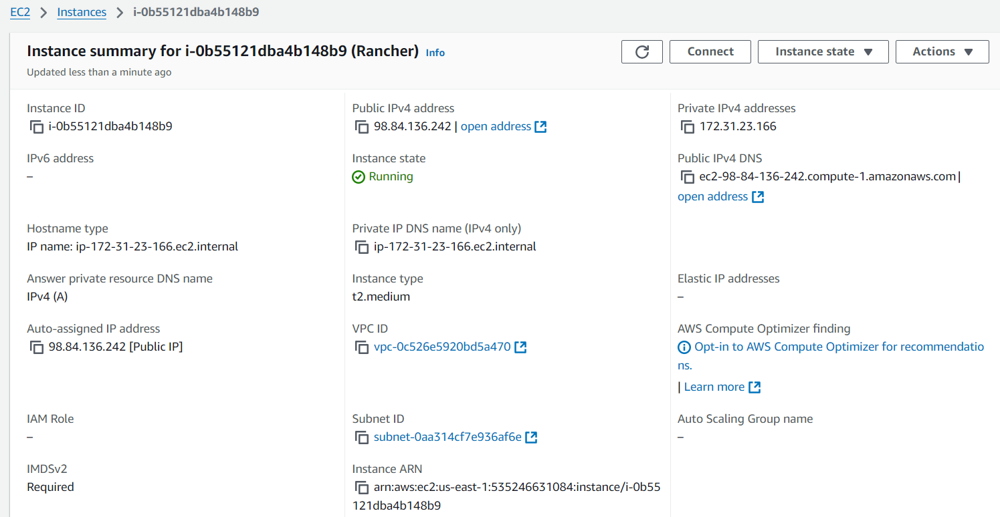 EC2 > Instances > i-0b55121dba4b148b9
Instance summary for i-0b55121dba4b148b9 (Rancher) Info
Connect
Instance state
Actions
Updated less than a minute ago
Instance ID
i-0b55121dba4b148b9
Public IPv4 address
98.84.136.242 | open address
Private IPv4 addresses
172.31.23.166
IPv6 address
–
Instance state
Running
Public IPv4 DNS
ec2-98-84-136-242.compute-1.amazonaws.com |
open address
Hostname type
IP name: ip-172-31-23-166.ec2.internal
Private IP DNS name (IPv4 only)
ip-172-31-23-166.ec2.internal
Answer private resource DNS name
IPv4 (A)
Instance type
t2.medium
Elastic IP addresses
–
Auto-assigned IP address
98.84.136.242 [Public IP]
VPC ID
vpc-0c526e5920bd5a470
AWS Compute Optimizer finding
Opt-in to AWS Compute Optimizer for recommendatio
ns.
| Learn more
IAM Role
–
Subnet ID
subnet-0aa314cf7e936af6e
Auto Scaling Group name
–
IMDSv2
Required
Instance ARN
arn:aws:ec2:us-east-1:535246631084:instance/i-0b55
121dba4b148b9